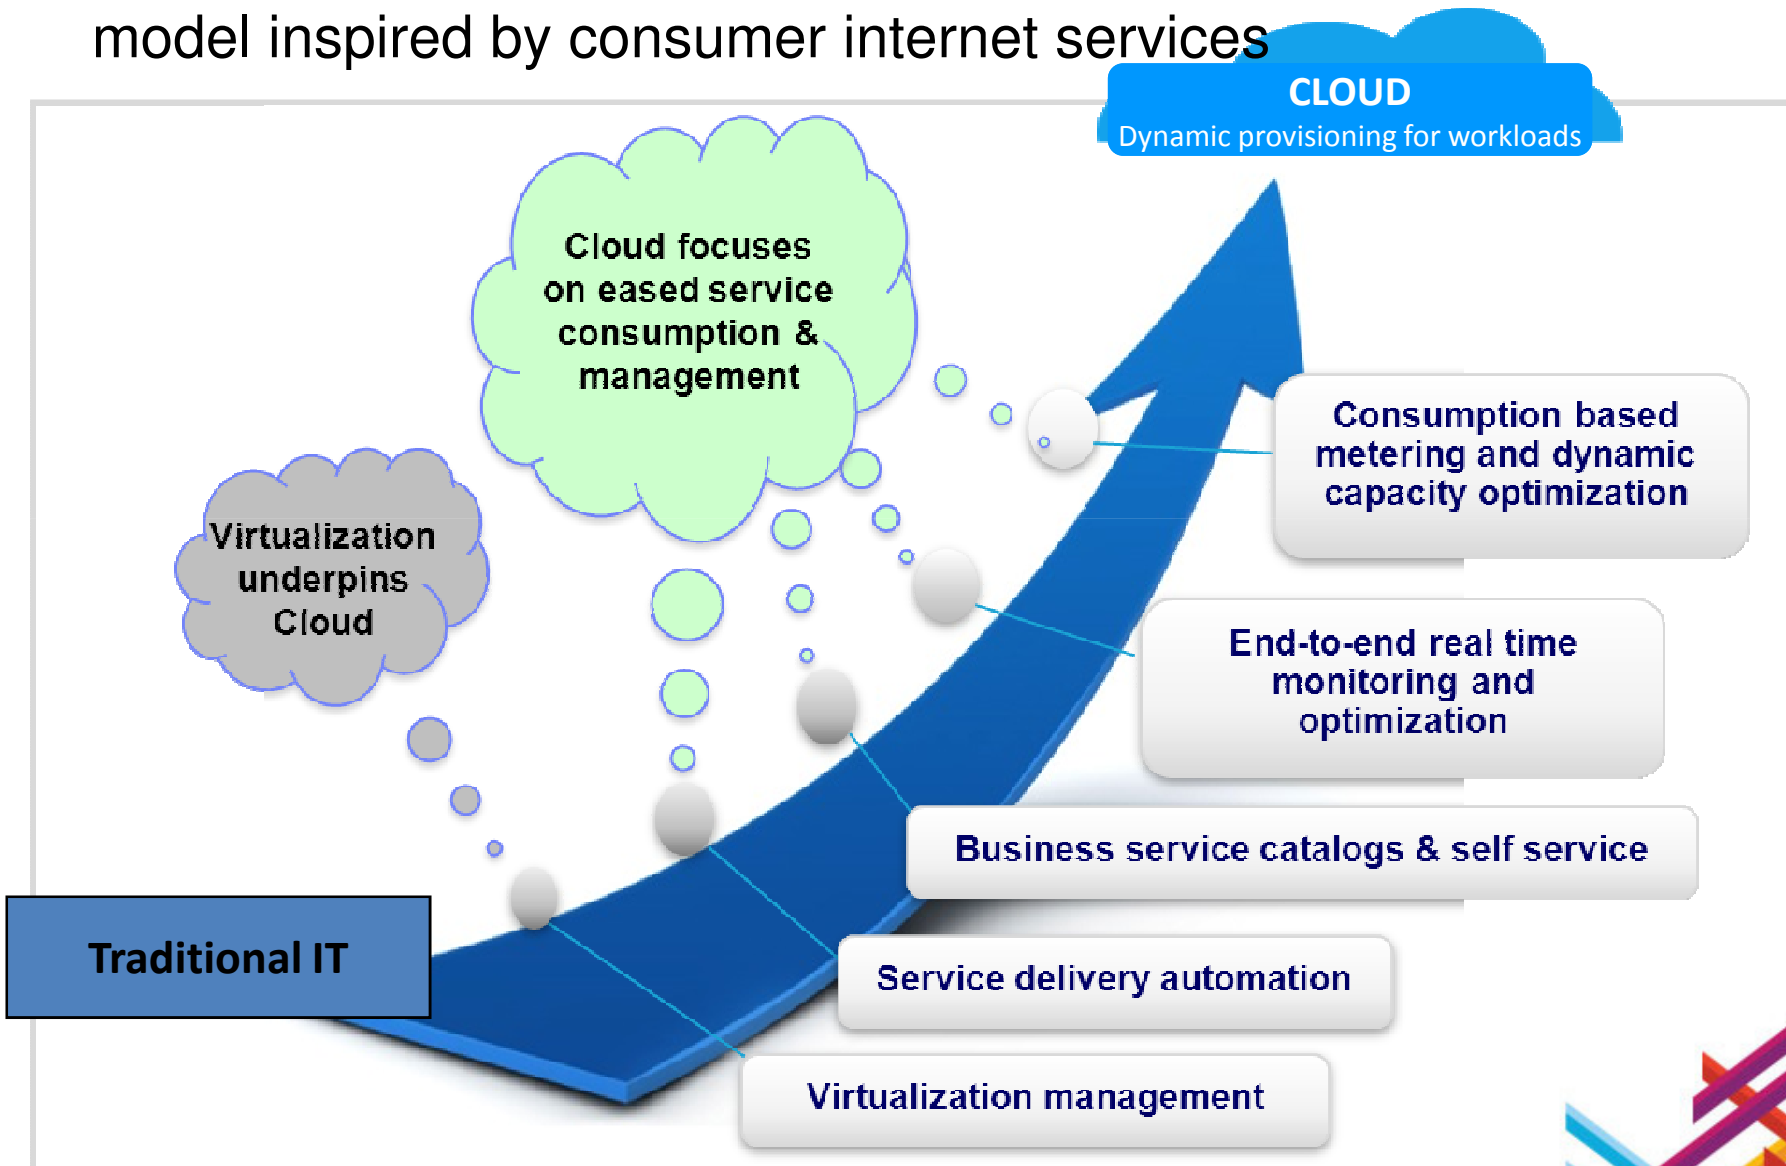 model inspired by consumer internet services
CLOUD
Dynamic provisioning for workloads
Cloud focuses
on eased service
consumption &
management
Virtualization
underpins
Cloud
Consumption based
metering and dynamic
capacity optimization
End-to-end real time
monitoring and
optimization
Business service catalogs & self service
Traditional IT
Service delivery automation
Virtualization management